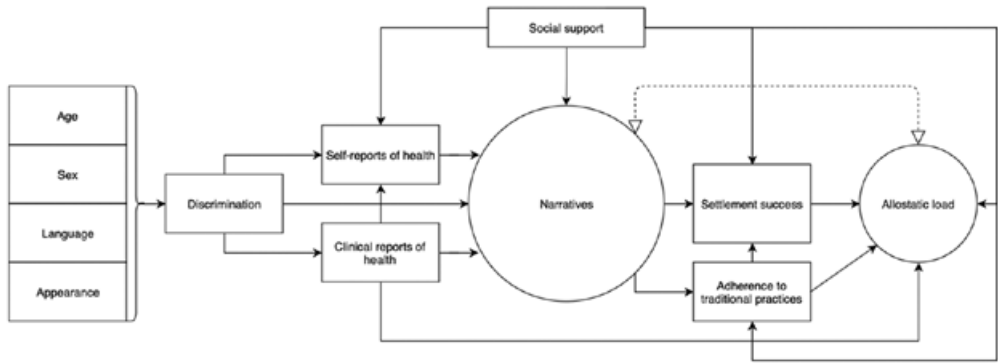 Social support
Age
Sex
Language
Appearance
Discrimination
Self-reports of health
Clinical reports of
health
Narratives
Settlement success
Adherence to
traditional practices
Allostatic load